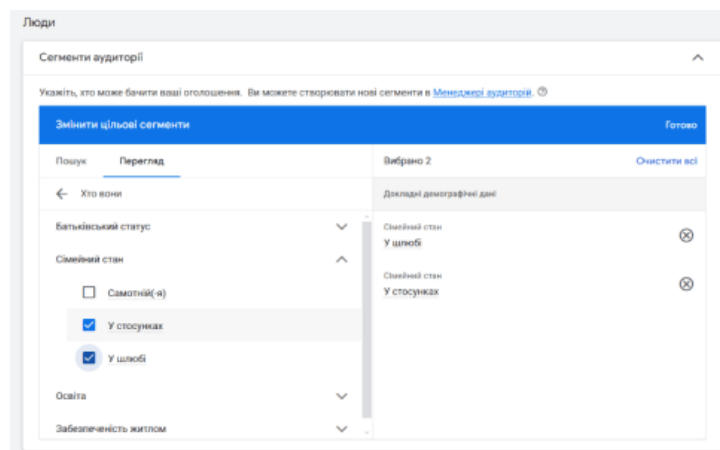 Люди
Сегменти аудиторії
Укажіть, хто може бачити ваші оголошення. Ви можете створювати нові сегменти в Менеджері аудиторій.
Змінити цільові сегменти
Готово
Пошук Перегляд
Вибрано 2
Очистити всі
Хто вони
Докладні демографічні дані
Батьківський статус
Сімейний стан
У шлюбі
Сімейний стан
Самотній(-я)
Сімейний стан
У стосунках
У стосунках
У шлюбі
Освіта
Забезпеченість житлом